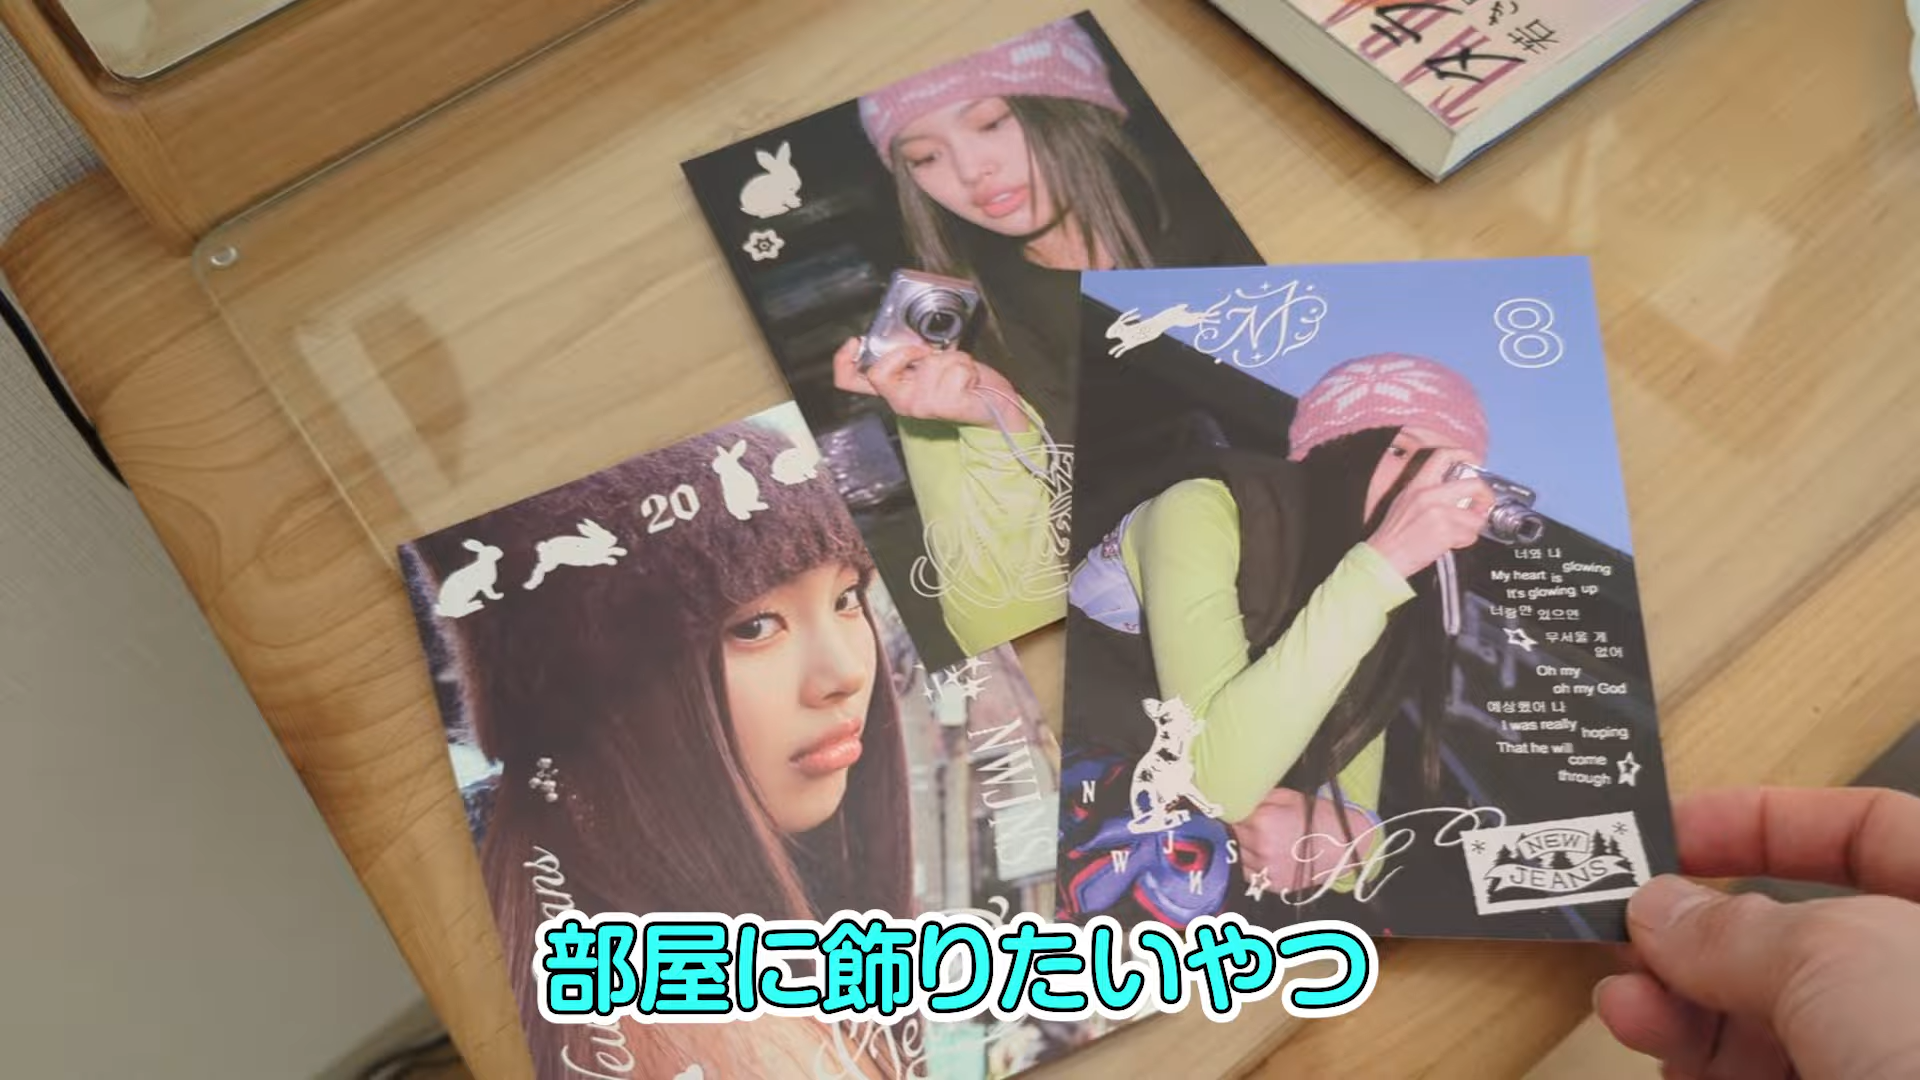 20
NWJNS
M
8
너와 나 glowing
My heart is
It's glowing up
너랑만 있으면
무서울 게
없어
Oh my
oh my God
예상했어 나
I was really hoping
That he will
come
through
N
W J N S
H
NEW
JEANS
部屋に飾りたいやつ